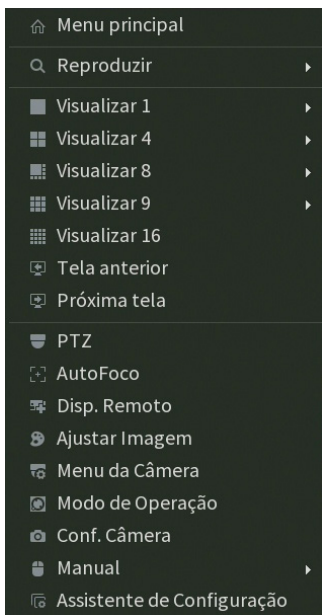 Menu principal
Reproduzir
Visualizar 1
Visualizar 4
Visualizar 8
Visualizar 9
Visualizar 16
Tela anterior
Próxima tela
PTZ
AutoFoco
Disp. Remoto
Ajustar Imagem
Menu da Câmera
Modo de Operação
Conf. Câmera
Manual
Assistente de Configuração